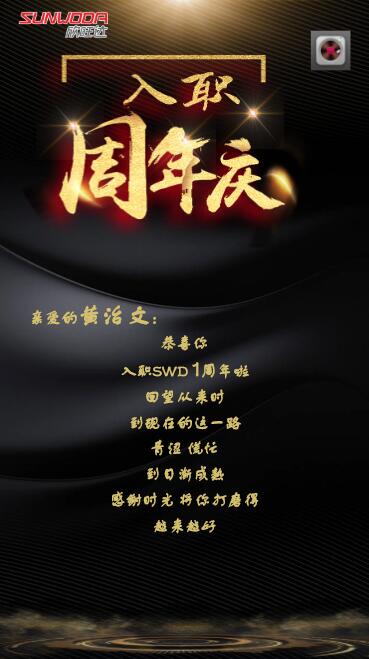 SUNWODA
欣旺达
入职
周年庆
亲爱的黄治文：
恭喜你
入职SWD 1周年啦
回望从来时
到现在的这一路
青涩 慌忙
到日渐成熟
感谢时光 将你打磨得
越来越好